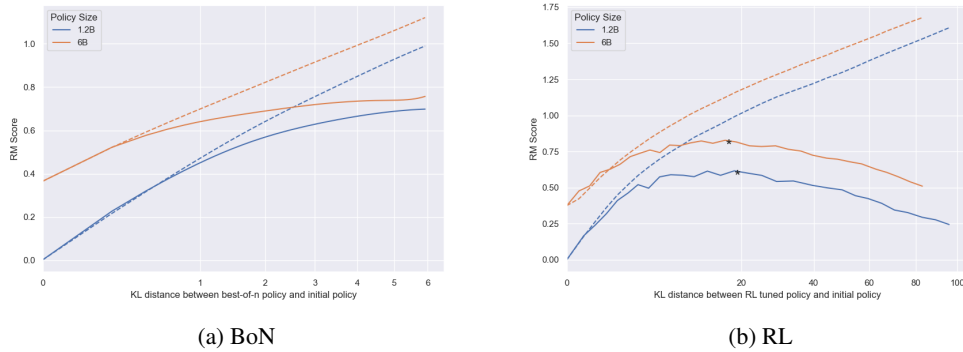 Policy Size
1.2B
6B
1.0
0.8
0.6
0.4
0.2
0.0
RM Score
0
1
2
3
4
5
6
KL distance between best-of-n policy and initial policy
(a) BoN
Policy Size
1.2B
6B
1.75
1.50
1.25
1.00
0.75
0.50
0.25
0.00
RM Score
0
20
40
60
80
100
KL distance between RL tuned policy and initial policy
(b) RL